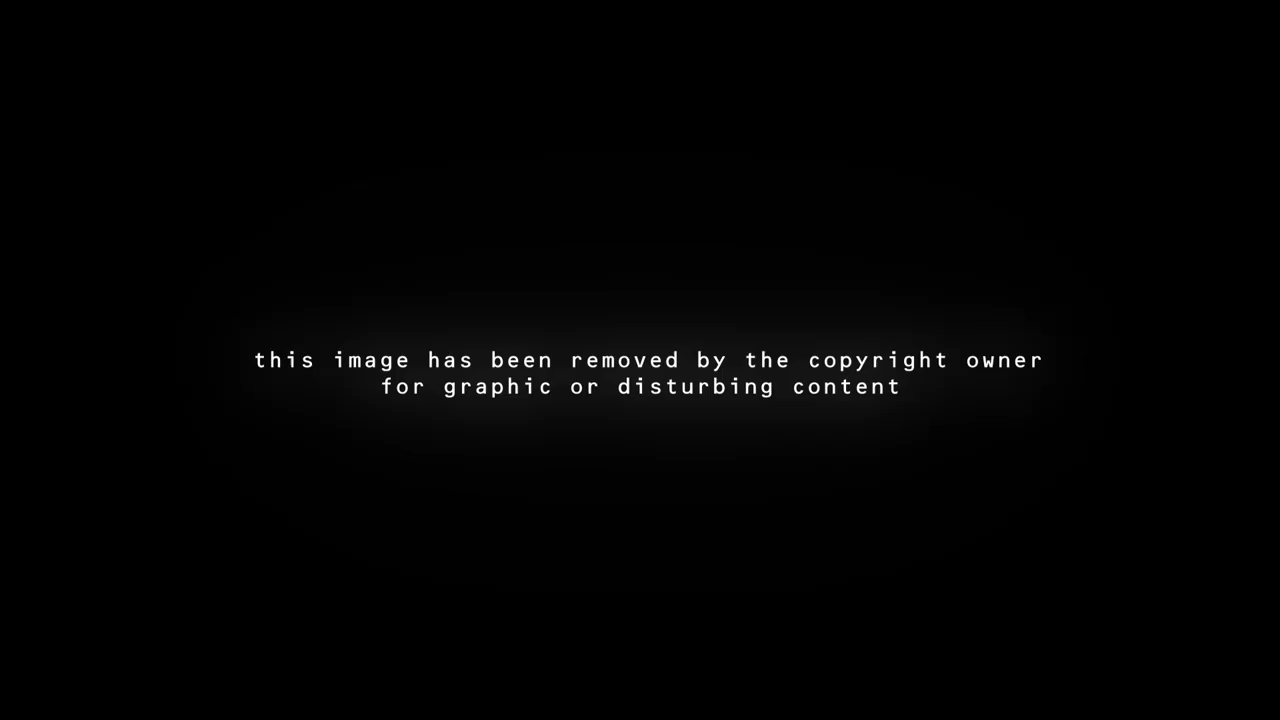 this image has been removed by the copyright owner
for graphic or disturbing content